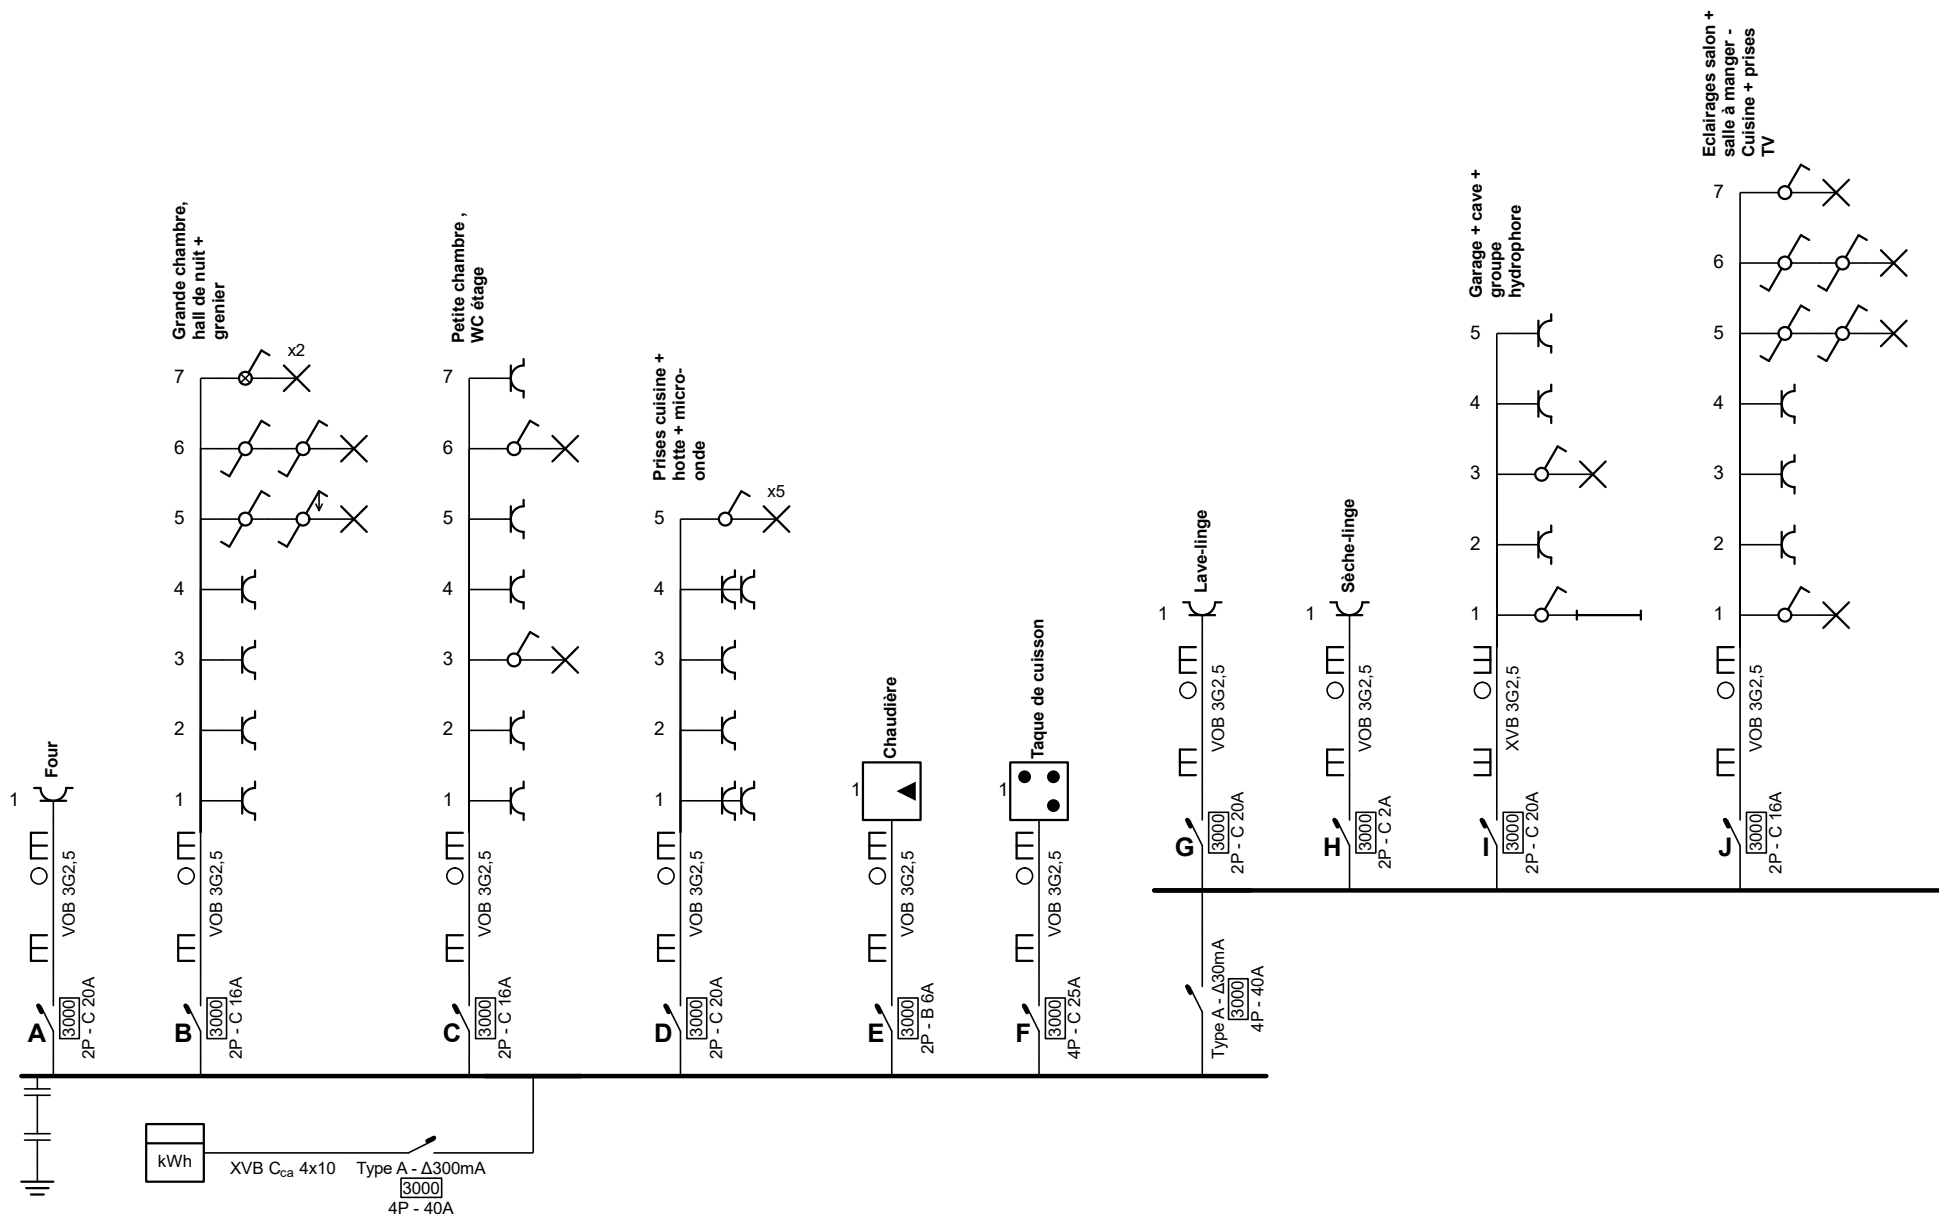 Four
1
VOB 3G2,5
A
3000
2P - C 20A
Grande chambre,
hall de nuit +
grenier
7
x2
6
5
4
3
2
1
VOB 3G2,5
B
3000
2P - C 16A
Petite chambre ,
WC étage
7
6
5
4
3
2
1
VOB 3G2,5
C
3000
2P - C 16A
Prises cuisine +
hotte + micro-
onde
5
x5
4
3
2
1
VOB 3G2,5
D
3000
2P - C 20A
Chaudière
1
VOB 3G2,5
E
3000
2P - B 6A
Taque de cuisson
1
VOB 3G2,5
F
3000
4P - C 25A
Lave-linge
1
VOB 3G2,5
G
3000
2P - C 20A
Type A - Δ30mA
3000
4P - 40A
Sèche-linge
1
VOB 3G2,5
H
3000
2P - C 2A
Garage + cave +
groupe
hydrophore
5
4
3
2
1
XVB 3G2,5
I
3000
2P - C 20A
Eclairages salon +
salle à manger -
Cuisine + prises
TV
7
6
5
4
3
2
1
VOB 3G2,5
J
3000
2P - C 16A
kWh
XVB Cca 4x10
Type A - Δ300mA
3000
4P - 40A